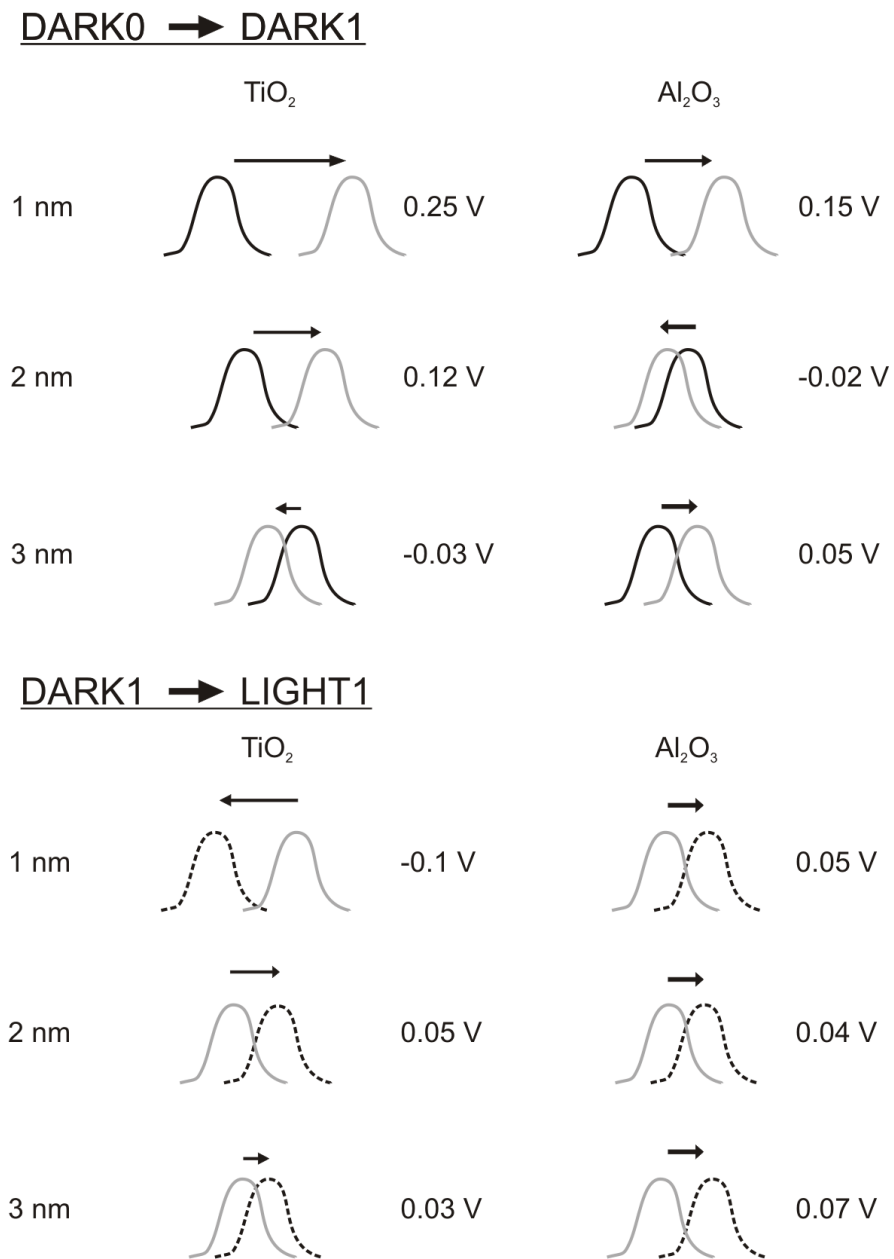 DARK0 → DARK1
TiO₂ Al₂O₃
1 nm 0.25 V 0.15 V
2 nm 0.12 V -0.02 V
3 nm -0.03 V 0.05 V
DARK1 → LIGHT1
TiO₂ Al₂O₃
1 nm -0.1 V 0.05 V
2 nm 0.05 V 0.04 V
3 nm 0.03 V 0.07 V